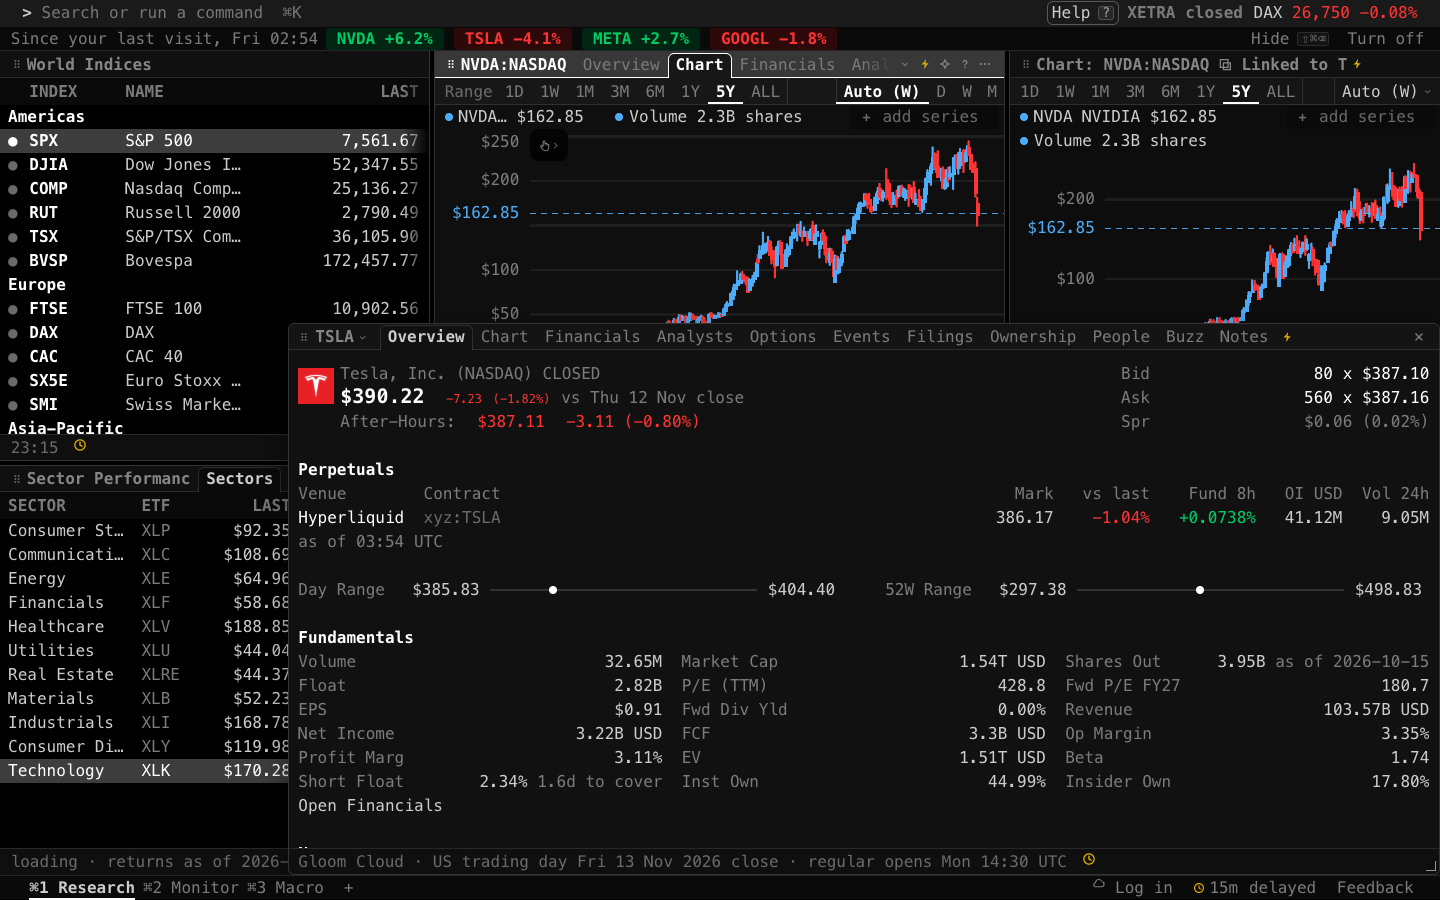 > Search or run a command ⌘K
Help ? XETRA closed DAX 26,750 −0.08%
Since your last visit, Fri 02:54 NVDA +6.2% TSLA −4.1% META +2.7% GOOGL −1.8%
Hide ⇧⌘⌫ Turn off
World Indices
INDEX NAME LAST
Americas
SPX S&P 500 7,561.67
DJIA Dow Jones I… 52,347.55
COMP Nasdaq Comp… 25,136.27
RUT Russell 2000 2,790.49
TSX S&P/TSX Com… 36,105.90
BVSP Bovespa 172,457.77
Europe
FTSE FTSE 100 10,902.56
DAX DAX
CAC CAC 40
SX5E Euro Stoxx …
SMI Swiss Marke…
Asia-Pacific
23:15
NVDA:NASDAQ Overview Chart Financials Anal
Range 1D 1W 1M 3M 6M 1Y 5Y ALL Auto (W) D W M
NVDA… $162.85 Volume 2.3B shares + add series
$250
$200
$162.85
$100
$50
Chart: NVDA:NASDAQ Linked to T
1D 1W 1M 3M 6M 1Y 5Y ALL Auto (W)
NVDA NVIDIA $162.85 + add series
Volume 2.3B shares
$200
$162.85
$100
Sector Performanc Sectors
SECTOR ETF LAST
Consumer St… XLP $92.35
Communicati… XLC $108.69
Energy XLE $64.96
Financials XLF $58.68
Healthcare XLV $188.85
Utilities XLU $44.04
Real Estate XLRE $44.37
Materials XLB $52.23
Industrials XLI $168.78
Consumer Di… XLY $119.98
Technology XLK $170.28
loading · returns as of 2026-
TSLA Overview Chart Financials Analysts Options Events Filings Ownership People Buzz Notes ×
Tesla, Inc. (NASDAQ) CLOSED
$390.22 −7.23 (−1.82%) vs Thu 12 Nov close
After-Hours: $387.11 −3.11 (−0.80%)
Bid 80 x $387.10
Ask 560 x $387.16
Spr $0.06 (0.02%)
Perpetuals
Venue Contract Mark vs last Fund 8h OI USD Vol 24h
Hyperliquid xyz:TSLA 386.17 −1.04% +0.0738% 41.12M 9.05M
as of 03:54 UTC
Day Range $385.83 $404.40 52W Range $297.38 $498.83
Fundamentals
Volume 32.65M Market Cap 1.54T USD Shares Out 3.95B as of 2026-10-15
Float 2.82B P/E (TTM) 428.8 Fwd P/E FY27 180.7
EPS $0.91 Fwd Div Yld 0.00% Revenue 103.57B USD
Net Income 3.22B USD FCF 3.3B USD Op Margin 3.35%
Profit Marg 3.11% EV 1.51T USD Beta 1.74
Short Float 2.34% 1.6d to cover Inst Own 44.99% Insider Own 17.80%
Open Financials
Gloom Cloud · US trading day Fri 13 Nov 2026 close · regular opens Mon 14:30 UTC
⌘1 Research ⌘2 Monitor ⌘3 Macro +
Log in 15m delayed Feedback